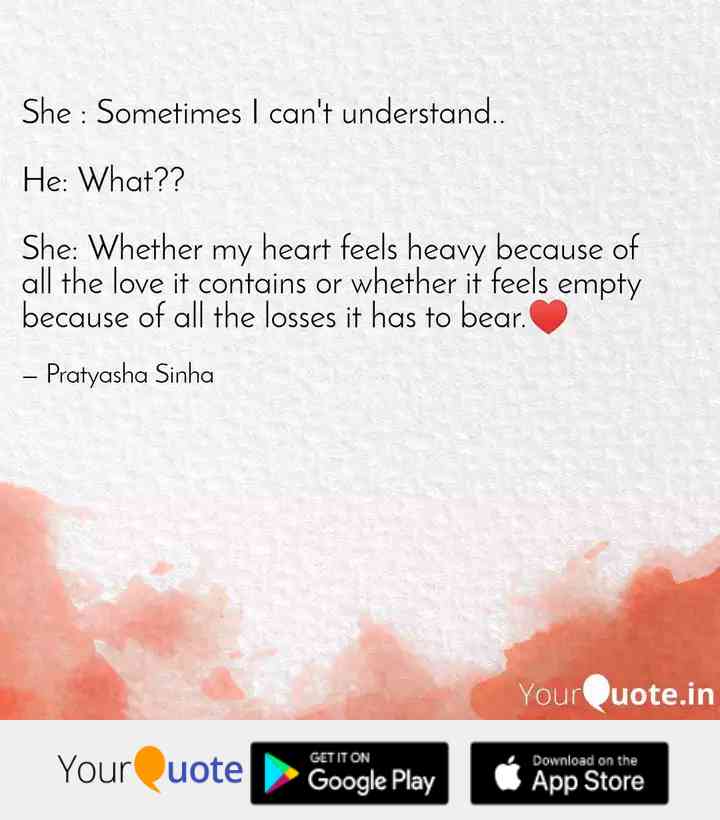 She : Sometimes I can't understand..
He: What??
She: Whether my heart feels heavy because of
all the love it contains or whether it feels empty
because of all the losses it has to bear.❤️
– Pratyasha Sinha
YourQuote.in
YourQuote
GET IT ON
Google Play
Download on the
App Store